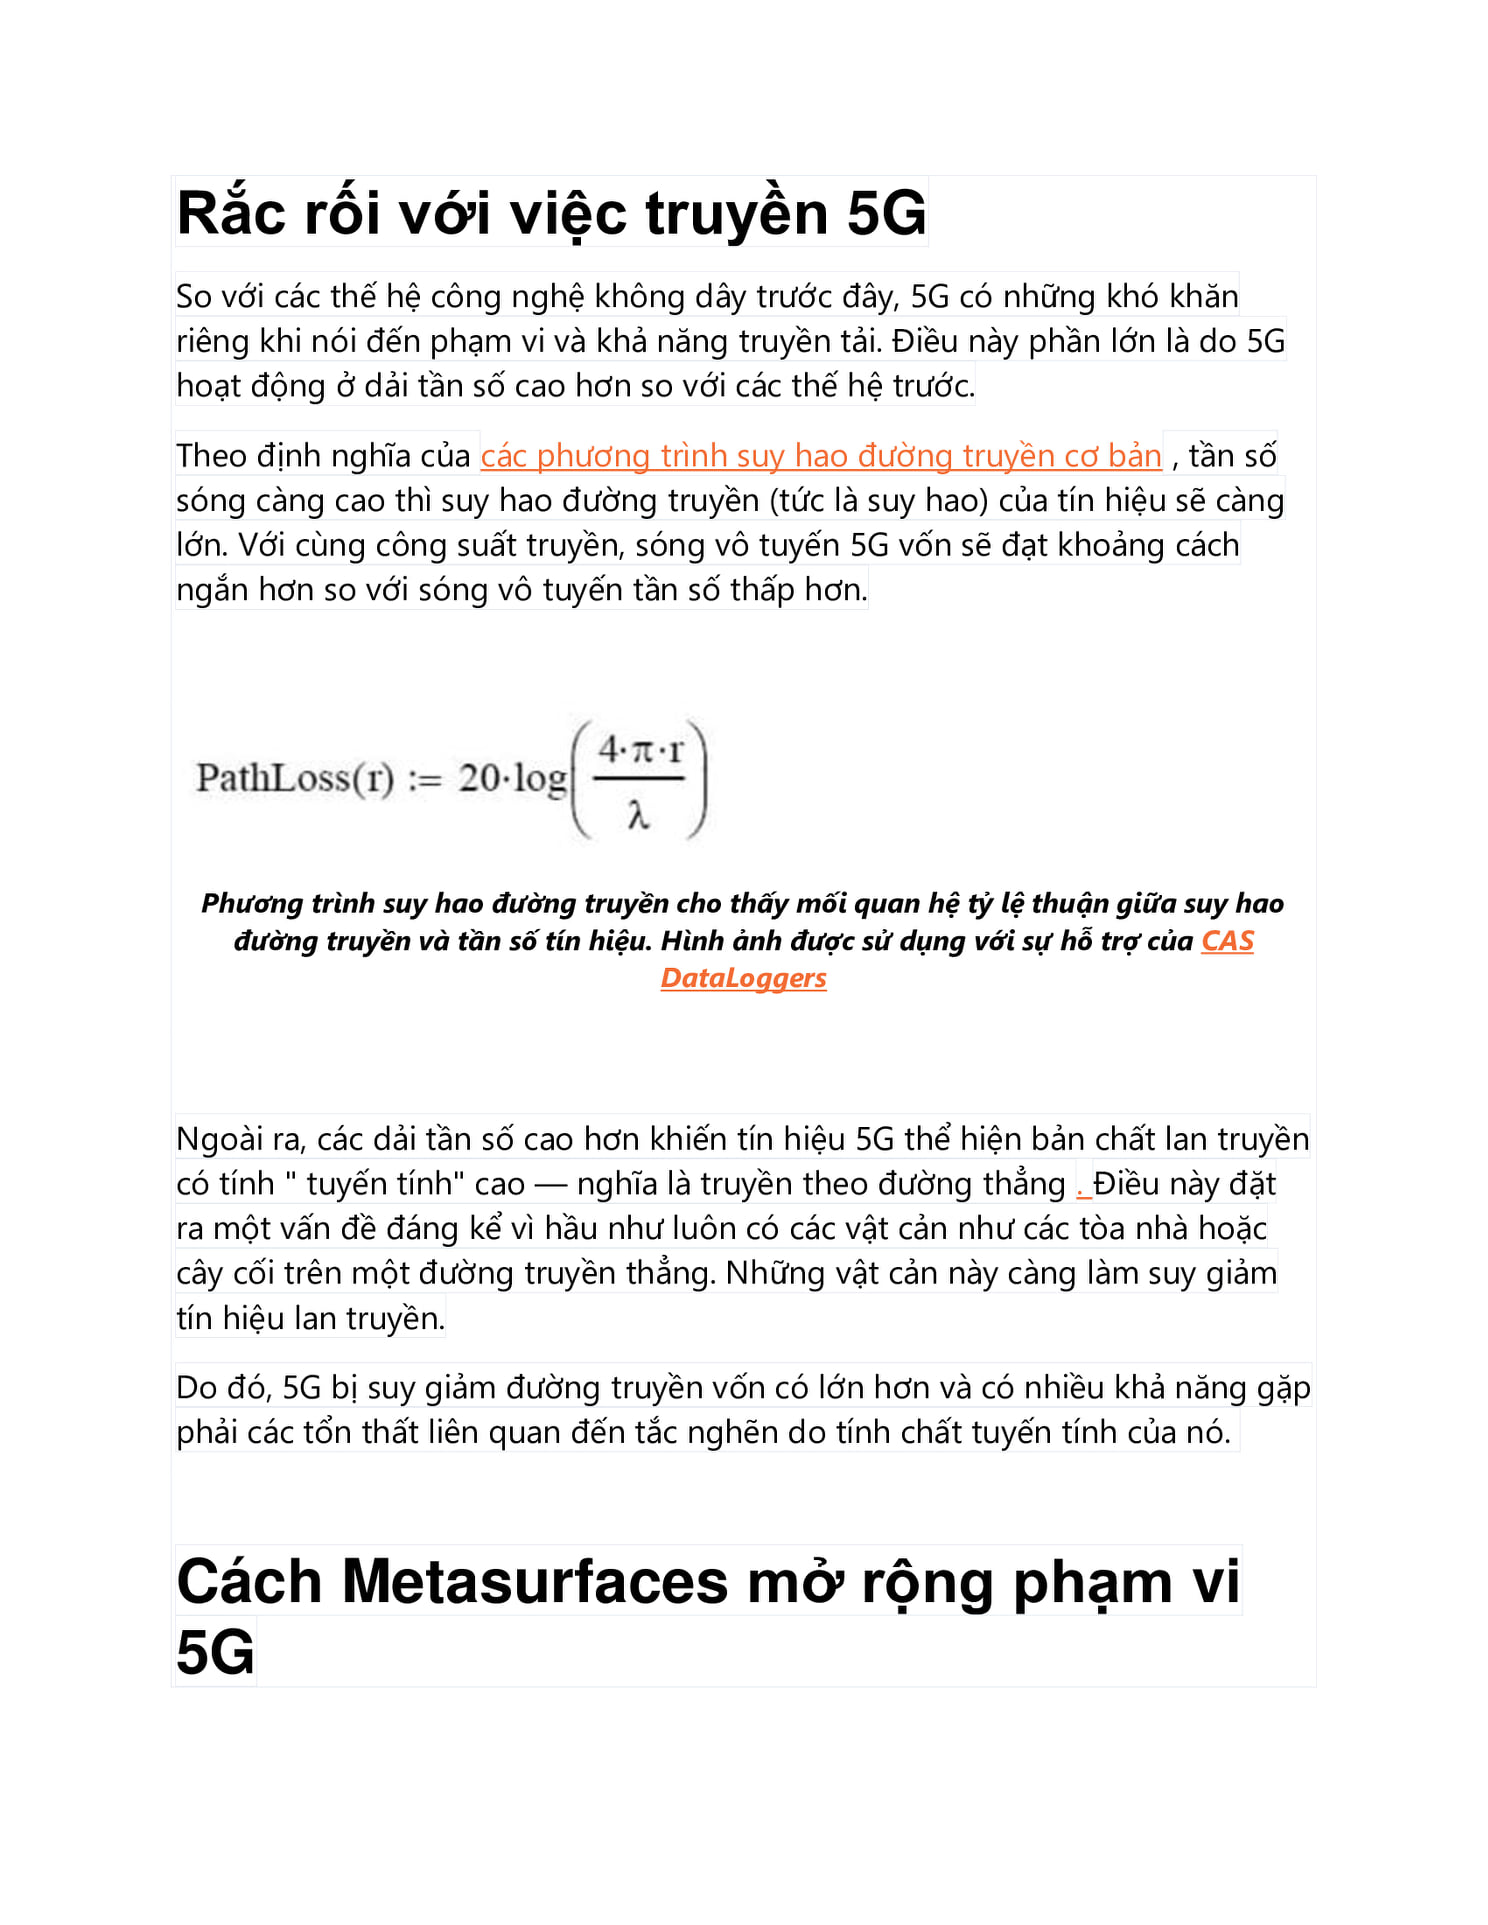 Rắc rối với việc truyền 5G
So với các thế hệ công nghệ không dây trước đây, 5G có những khó khăn
riêng khi nói đến phạm vi và khả năng truyền tải. Điều này phần lớn là do 5G
hoạt động ở dải tần số cao hơn so với các thế hệ trước.
Theo định nghĩa của các phương trình suy hao đường truyền cơ bản , tần số
sóng càng cao thì suy hao đường truyền (tức là suy hao) của tín hiệu sẽ càng
lớn. Với cùng công suất truyền, sóng vô tuyến 5G vốn sẽ đạt khoảng cách
ngắn hơn so với sóng vô tuyến tần số thấp hơn.
PathLoss(r) := 20·log(4·π·r / λ)
Phương trình suy hao đường truyền cho thấy mối quan hệ tỷ lệ thuận giữa suy hao
đường truyền và tần số tín hiệu. Hình ảnh được sử dụng với sự hỗ trợ của CAS
DataLoggers
Ngoài ra, các dải tần số cao hơn khiến tín hiệu 5G thể hiện bản chất lan truyền
có tính " tuyến tính" cao — nghĩa là truyền theo đường thẳng . Điều này đặt
ra một vấn đề đáng kể vì hầu như luôn có các vật cản như các tòa nhà hoặc
cây cối trên một đường truyền thẳng. Những vật cản này càng làm suy giảm
tín hiệu lan truyền.
Do đó, 5G bị suy giảm đường truyền vốn có lớn hơn và có nhiều khả năng gặp
phải các tổn thất liên quan đến tắc nghẽn do tính chất tuyến tính của nó.
Cách Metasurfaces mở rộng phạm vi
5G